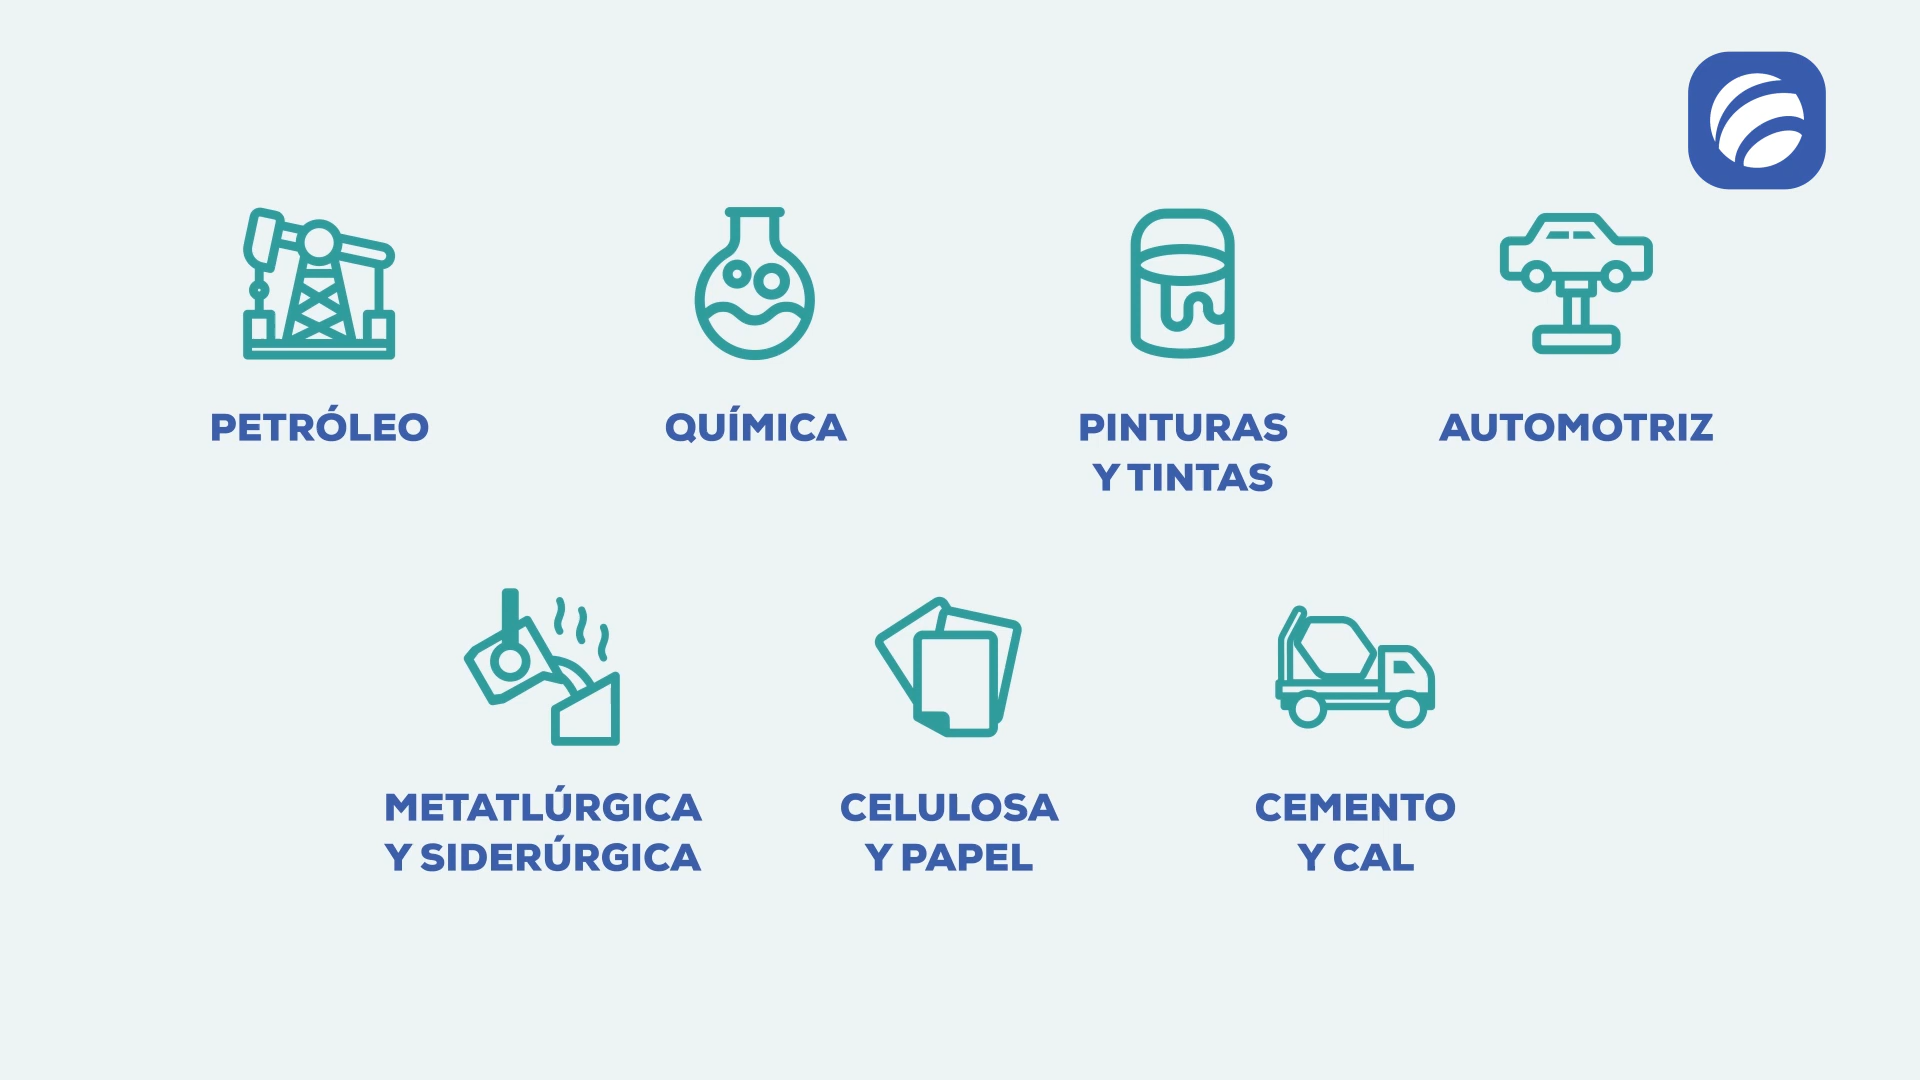 PETRÓLEO
QUÍMICA
PINTURAS
Y TINTAS
AUTOMOTRIZ
METATLÚRGICA
Y SIDERÚRGICA
CELULOSA
Y PAPEL
CEMENTO
Y CAL